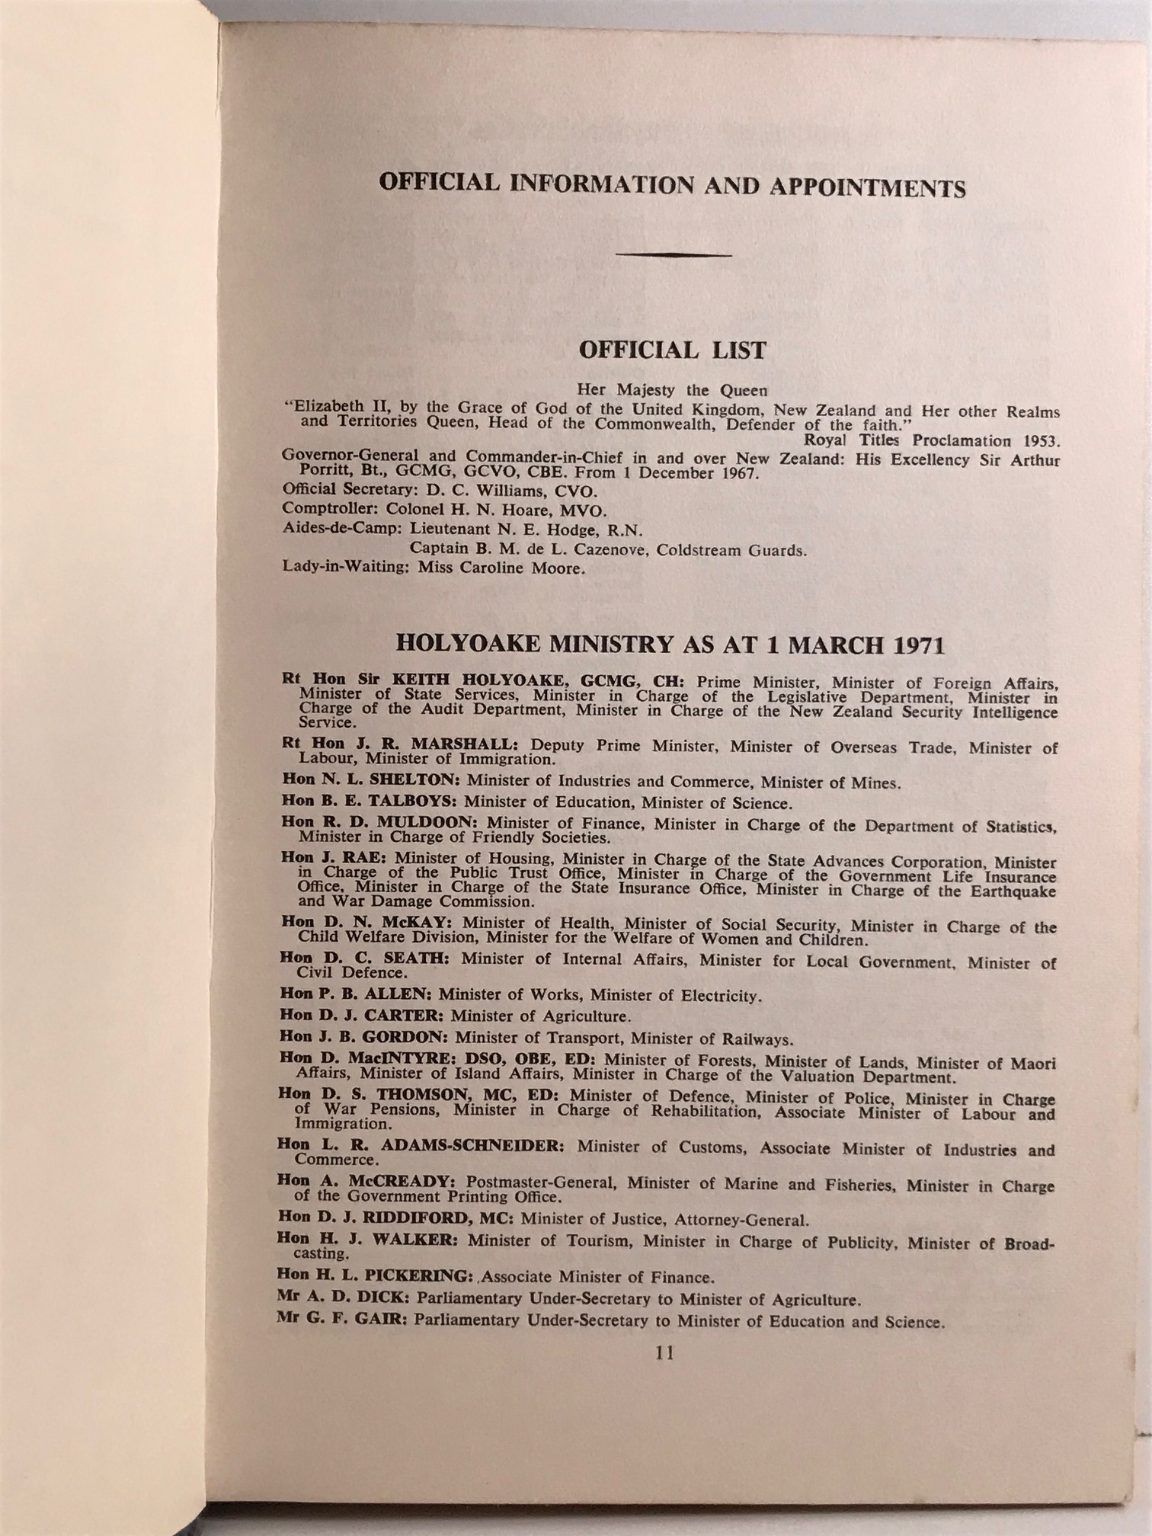 OFFICIAL INFORMATION AND APPOINTMENTS
OFFICIAL LIST
Her Majesty the Queen
“Elizabeth II, by the Grace of God of the United Kingdom, New Zealand and Her other Realms
and Territories Queen, Head of the Commonwealth, Defender of the faith.”
Royal Titles Proclamation 1953.
Governor-General and Commander-in-Chief in and over New Zealand: His Excellency Sir Arthur
Porritt, Bt., GCMG, GCVO, CBE. From 1 December 1967.
Official Secretary: D. C. Williams, CVO.
Comptroller: Colonel H. N. Hoare, MVO.
Aides-de-Camp: Lieutenant N. E. Hodge, R.N.
Captain B. M. de L. Cazenove, Coldstream Guards.
Lady-in-Waiting: Miss Caroline Moore.
HOLYOAKE MINISTRY AS AT 1 MARCH 1971
Rt Hon Sir KEITH HOLYOAKE, GCMG, CH: Prime Minister, Minister of Foreign Affairs,
Minister of State Services, Minister in Charge of the Legislative Department, Minister in
Charge of the Audit Department, Minister in Charge of the New Zealand Security Intelligence
Service.
Rt Hon J. R. MARSHALL: Deputy Prime Minister, Minister of Overseas Trade, Minister of
Labour, Minister of Immigration.
Hon N. L. SHELTON: Minister of Industries and Commerce, Minister of Mines.
Hon B. E. TALBOYS: Minister of Education, Minister of Science.
Hon R. D. MULDOON: Minister of Finance, Minister in Charge of the Department of Statistics,
Minister in Charge of Friendly Societies.
Hon J. RAE: Minister of Housing, Minister in Charge of the State Advances Corporation, Minister
in Charge of the Public Trust Office, Minister in Charge of the Government Life Insurance
Office, Minister in Charge of the State Insurance Office, Minister in Charge of the Earthquake
and War Damage Commission.
Hon D. N. McKAY: Minister of Health, Minister of Social Security, Minister in Charge of the
Child Welfare Division, Minister for the Welfare of Women and Children.
Hon D. C. SEATH: Minister of Internal Affairs, Minister for Local Government, Minister of
Civil Defence.
Hon P. B. ALLEN: Minister of Works, Minister of Electricity.
Hon D. J. CARTER: Minister of Agriculture.
Hon J. B. GORDON: Minister of Transport, Minister of Railways.
Hon D. MacINTYRE: DSO, OBE, ED: Minister of Forests, Minister of Lands, Minister of Maori
Affairs, Minister of Island Affairs, Minister in Charge of the Valuation Department.
Hon D. S. THOMSON, MC, ED: Minister of Defence, Minister of Police, Minister in Charge
of War Pensions, Minister in Charge of Rehabilitation, Associate Minister of Labour and
Immigration.
Hon L. R. ADAMS-SCHNEIDER: Minister of Customs, Associate Minister of Industries and
Commerce.
Hon A. McCREADY: Postmaster-General, Minister of Marine and Fisheries, Minister in Charge
of the Government Printing Office.
Hon D. J. RIDDIFORD, MC: Minister of Justice, Attorney-General.
Hon H. J. WALKER: Minister of Tourism, Minister in Charge of Publicity, Minister of Broad-
casting.
Hon H. L. PICKERING: Associate Minister of Finance.
Mr A. D. DICK: Parliamentary Under-Secretary to Minister of Agriculture.
Mr G. F. GAIR: Parliamentary Under-Secretary to Minister of Education and Science.
11